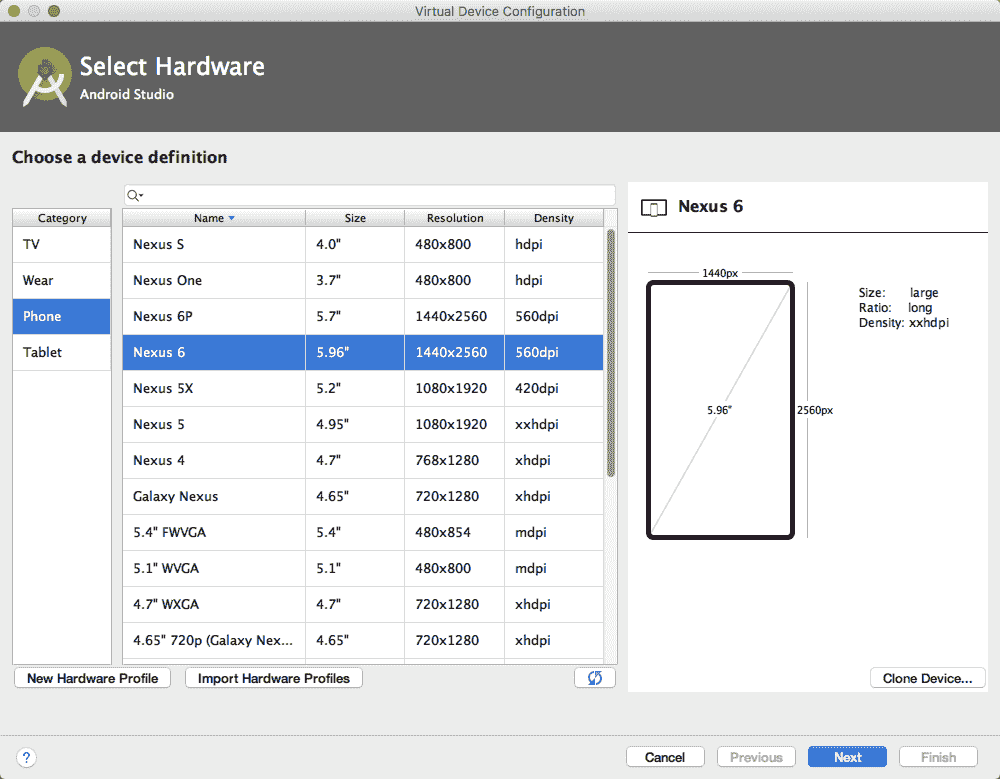 Virtual Device Configuration
Select Hardware
Android Studio
Choose a device definition
Category
TV
Wear
Phone
Tablet
Name Size Resolution Density
Nexus S 4.0" 480x800 hdpi
Nexus One 3.7" 480x800 hdpi
Nexus 6P 5.7" 1440x2560 560dpi
Nexus 6 5.96" 1440x2560 560dpi
Nexus 5X 5.2" 1080x1920 420dpi
Nexus 5 4.95" 1080x1920 xxhdpi
Nexus 4 4.7" 768x1280 xhdpi
Galaxy Nexus 4.65" 720x1280 xhdpi
5.4" FWVGA 5.4" 480x854 mdpi
5.1" WVGA 5.1" 480x800 mdpi
4.7" WXGA 4.7" 720x1280 xhdpi
4.65" 720p (Galaxy Nex... 4.65" 720x1280 xhdpi
New Hardware Profile
Import Hardware Profiles
Nexus 6
1440px
5.96"
2560px
Size: large
Ratio: long
Density: xxhdpi
Clone Device...
?
Cancel
Previous
Next
Finish